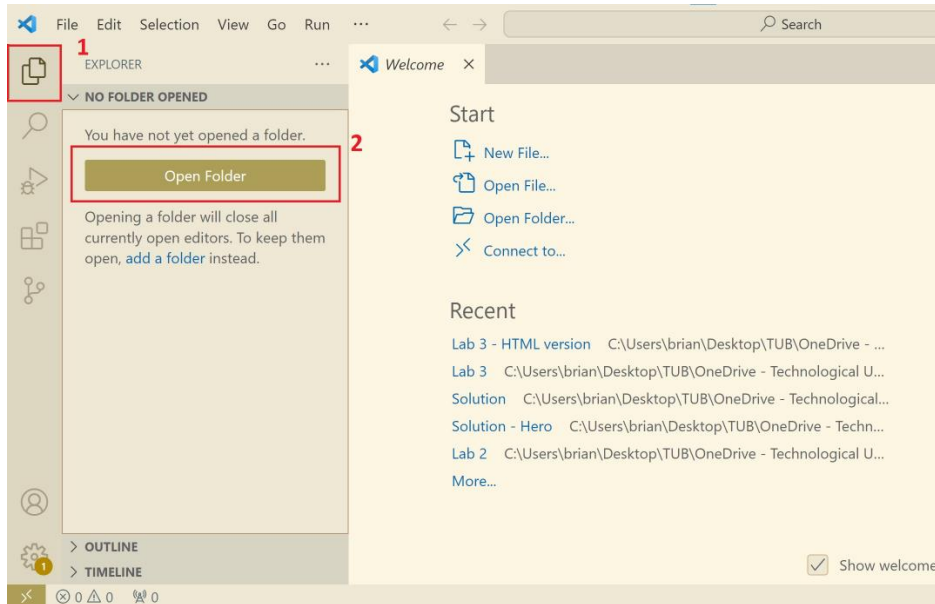 File Edit Selection View Go Run ... Search
1
EXPLORER ...
Welcome
NO FOLDER OPENED
You have not yet opened a folder.
2
Open Folder
Opening a folder will close all
currently open editors. To keep them
open, add a folder instead.
OUTLINE
TIMELINE
Start
New File...
Open File...
Open Folder...
Connect to...
Recent
Lab 3 - HTML version C:\Users\brian\Desktop\TUB\OneDrive - ...
Lab 3 C:\Users\brian\Desktop\TUB\OneDrive - Technological U...
Solution C:\Users\brian\Desktop\TUB\OneDrive - Technological...
Solution - Hero C:\Users\brian\Desktop\TUB\OneDrive - Techn...
Lab 2 C:\Users\brian\Desktop\TUB\OneDrive - Technological U...
More...
Show welcome
1
0 0 0